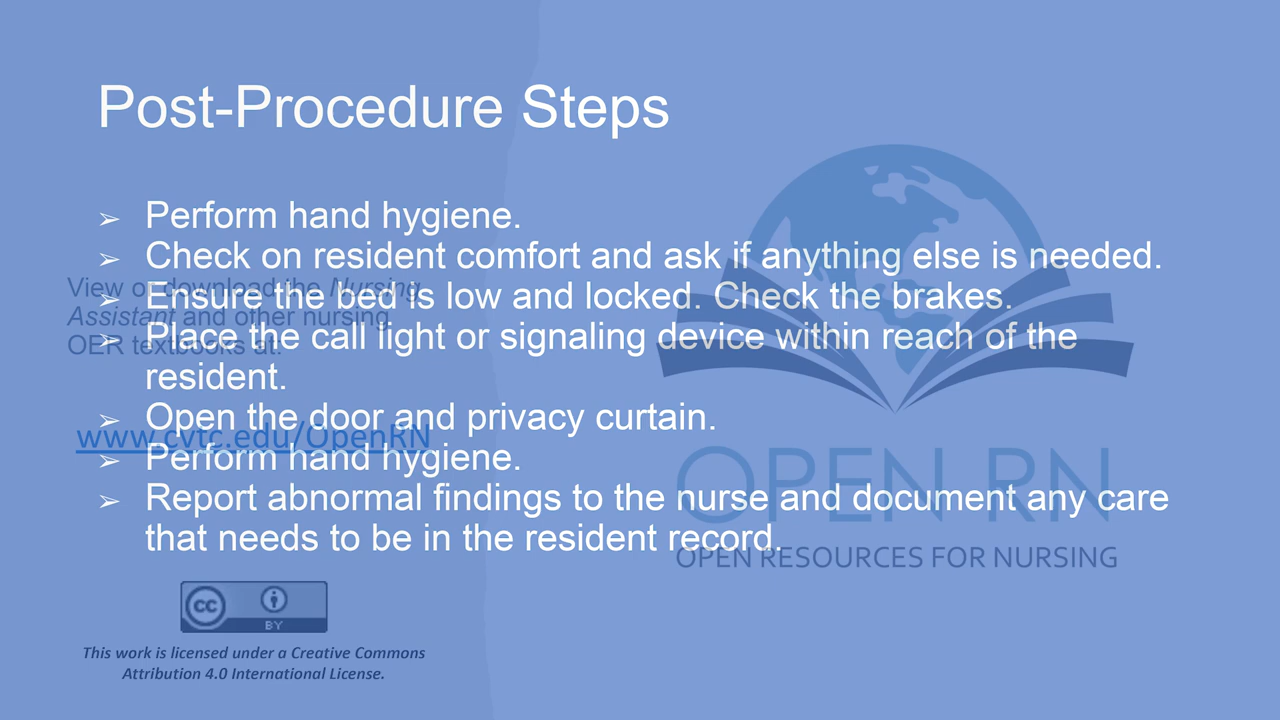 Post-Procedure Steps
➢ Perform hand hygiene.
➢ Check on resident comfort and ask if anything else is needed.
➢ Ensure the bed is low and locked. Check the brakes.
➢ Place the call light or signaling device within reach of the
resident.
➢ Open the door and privacy curtain.
➢ Perform hand hygiene.
➢ Report abnormal findings to the nurse and document any care
that needs to be in the resident record.
View or download the Nursing
Assistant and other nursing
OER textbooks at:
www.cvtc.edu/OpenRN
OPEN RN
OPEN RESOURCES FOR NURSING
cc
BY
This work is licensed under a Creative Commons
Attribution 4.0 International License.